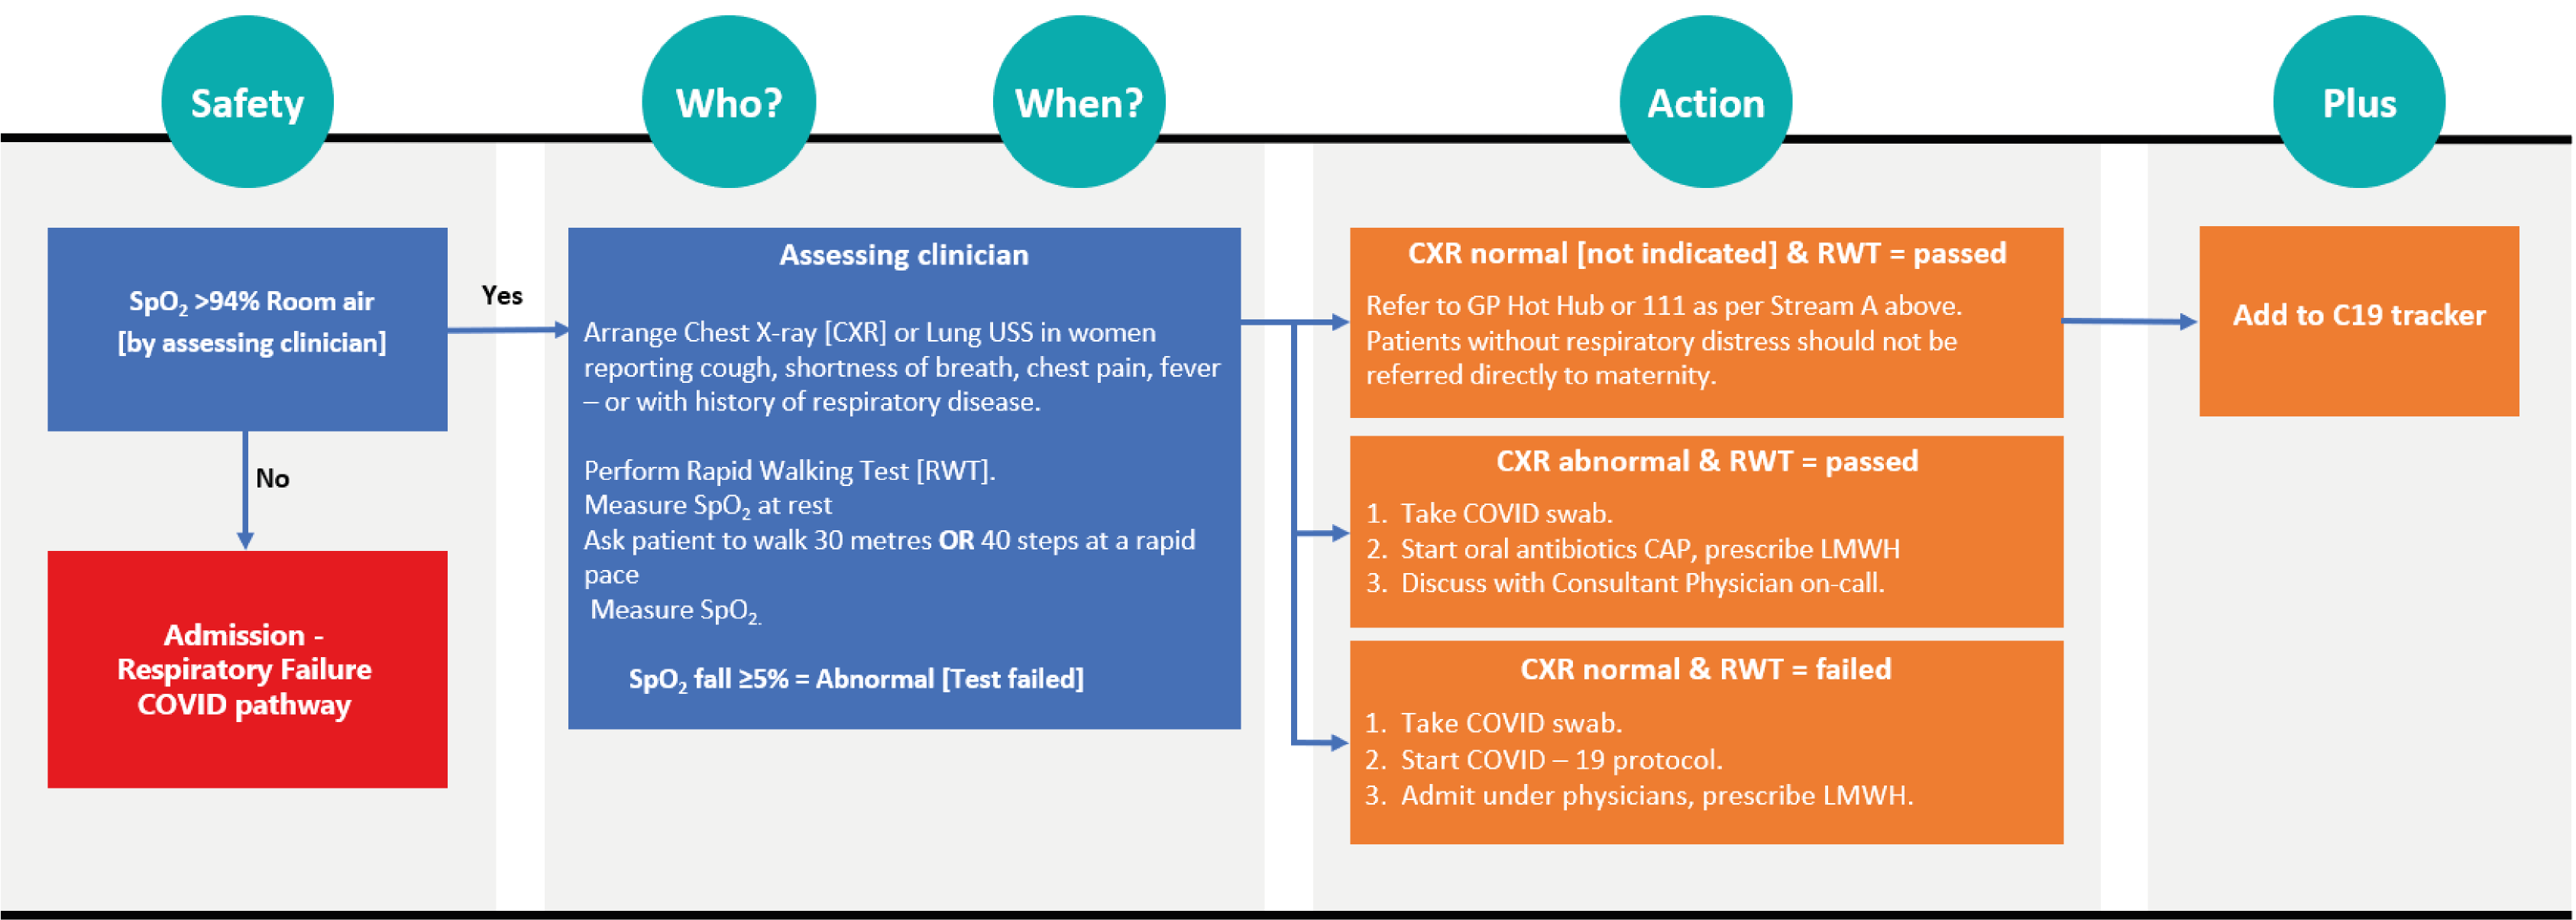 Safety
Who?
When?
Action
Plus
SpO₂ >94% Room air
[by assessing clinician]
Yes
No
Admission -
Respiratory Failure
COVID pathway
Assessing clinician
Arrange Chest X-ray [CXR] or Lung USS in women
reporting cough, shortness of breath, chest pain, fever
– or with history of respiratory disease.
Perform Rapid Walking Test [RWT].
Measure SpO₂ at rest
Ask patient to walk 30 metres OR 40 steps at a rapid
pace
Measure SpO₂.
SpO₂ fall ≥5% = Abnormal [Test failed]
CXR normal [not indicated] & RWT = passed
Refer to GP Hot Hub or 111 as per Stream A above.
Patients without respiratory distress should not be
referred directly to maternity.
CXR abnormal & RWT = passed
1. Take COVID swab.
2. Start oral antibiotics CAP, prescribe LMWH
3. Discuss with Consultant Physician on-call.
CXR normal & RWT = failed
1. Take COVID swab.
2. Start COVID – 19 protocol.
3. Admit under physicians, prescribe LMWH.
Add to C19 tracker